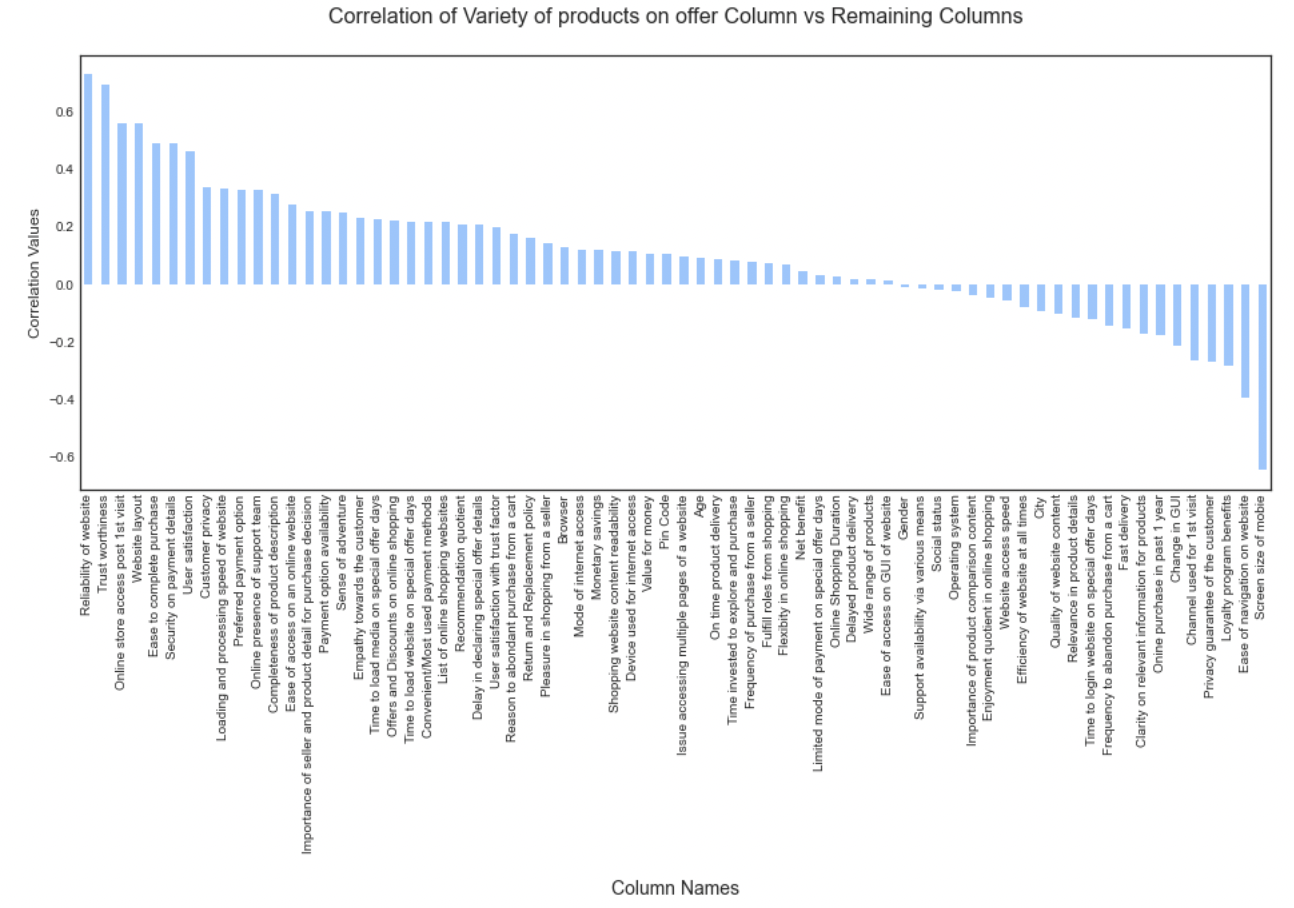 Correlation of Variety of products on offer Column vs Remaining Columns
Correlation Values
0.6
0.4
0.2
0.0
−0.2
−0.4
−0.6
Reliability of website
Trust worthiness
Online store access post 1st visit
Website layout
Ease to complete purchase
Security on payment details
User satisfaction
Customer privacy
Loading and processing speed of website
Preferred payment option
Online presence of support team
Completeness of product description
Ease of access on an online website
Importance of seller and product detail for purchase decision
Payment option availability
Sense of adventure
Empathy towards the customer
Time to load media on special offer days
Offers and Discounts on online shopping
Time to load website on special offer days
Convenient/Most used payment methods
List of online shopping websites
Recommendation quotient
Delay in declaring special offer details
User satisfaction with trust factor
Reason to abondant purchase from a cart
Return and Replacement policy
Pleasure in shopping from a seller
Browser
Mode of internet access
Monetary savings
Shopping website content readability
Device used for internet access
Value for money
Pin Code
Issue accessing multiple pages of a website
Age
On time product delivery
Time invested to explore and purchase
Frequency of purchase from a seller
Fulfill roles from shopping
Flexibity in online shopping
Net benefit
Limited mode of payment on special offer days
Online Shopping Duration
Delayed product delivery
Wide range of products
Ease of access on GUI of website
Gender
Support availability via various means
Social status
Operating system
Importance of product comparison content
Enjoyment quotient in online shopping
Website access speed
Efficiency of website at all times
City
Quality of website content
Relevance in product details
Time to login website on special offer days
Frequency to abandon purchase from a cart
Fast delivery
Clarity on relevant information for products
Online purchase in past 1 year
Change in GUI
Channel used for 1st visit
Privacy guarantee of the customer
Loyalty program benefits
Ease of navigation on website
Screen size of mobie
Column Names